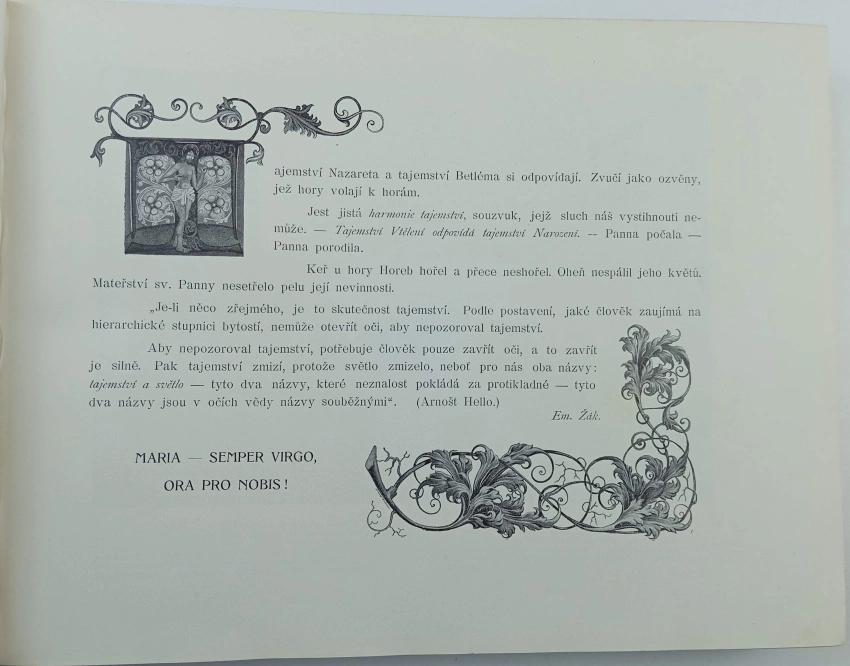 Tajemství Nazareta a tajemství Betléma si odpovídají. Zvučí jako ozvěny,
jež hory volají k horám.
Jest jistá harmonie tajemství, souzvuk, jejž sluch náš vystihnouti ne-
může. — Tajemství Vtělení odpovídá tajemství Narození. — Panna počala —
Panna porodila.
Keř u hory Horeb hořel a přece neshořel. Oheň nespálil jeho květů.
Mateřství sv. Panny nesetřelo pelu její nevinnosti.
„Je-li něco zřejmého, je to skutečnost tajemství. Podle postavení, jaké člověk zaujímá na
hierarchické stupnici bytostí, nemůže otevřít oči, aby nepozoroval tajemství.
Aby nepozoroval tajemství, potřebuje člověk pouze zavřít oči, a to zavřít
je silně. Pak tajemství zmizí, protože světlo zmizelo, neboť pro nás oba názvy:
tajemství a světlo — tyto dva názvy, které neznalost pokládá za protikladné — tyto
dva názvy jsou v očích vědy názvy souběžnými“. (Arnošt Hello.)
Em. Žák.
MARIA — SEMPER VIRGO,
ORA PRO NOBIS!